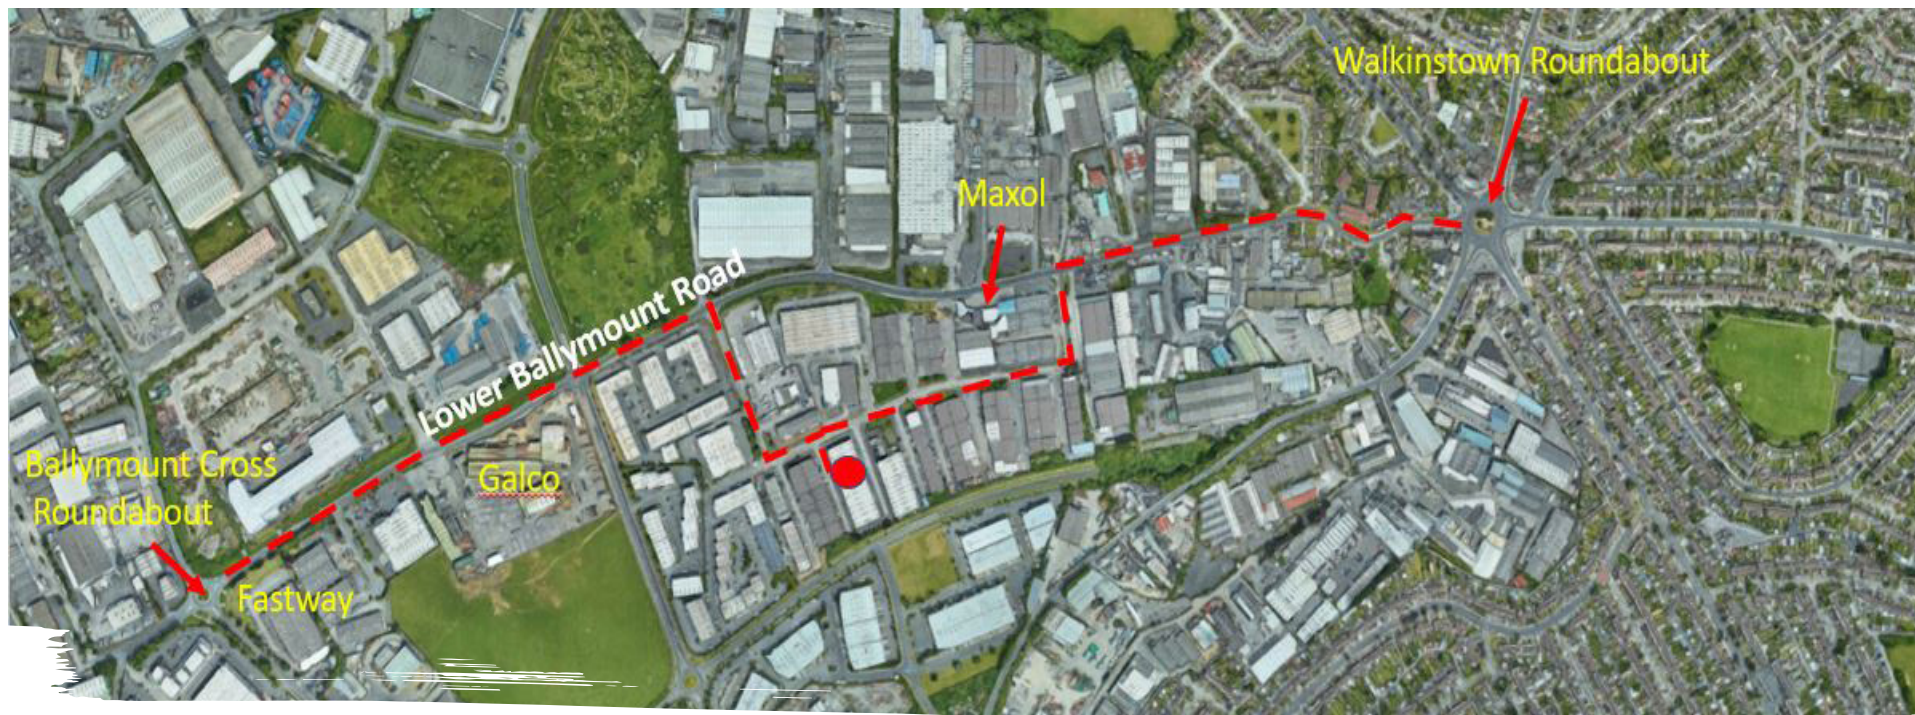 Walkinstown Roundabout
Maxol
Lower Ballymount Road
Ballymount Cross
Roundabout
Galco
Fastway